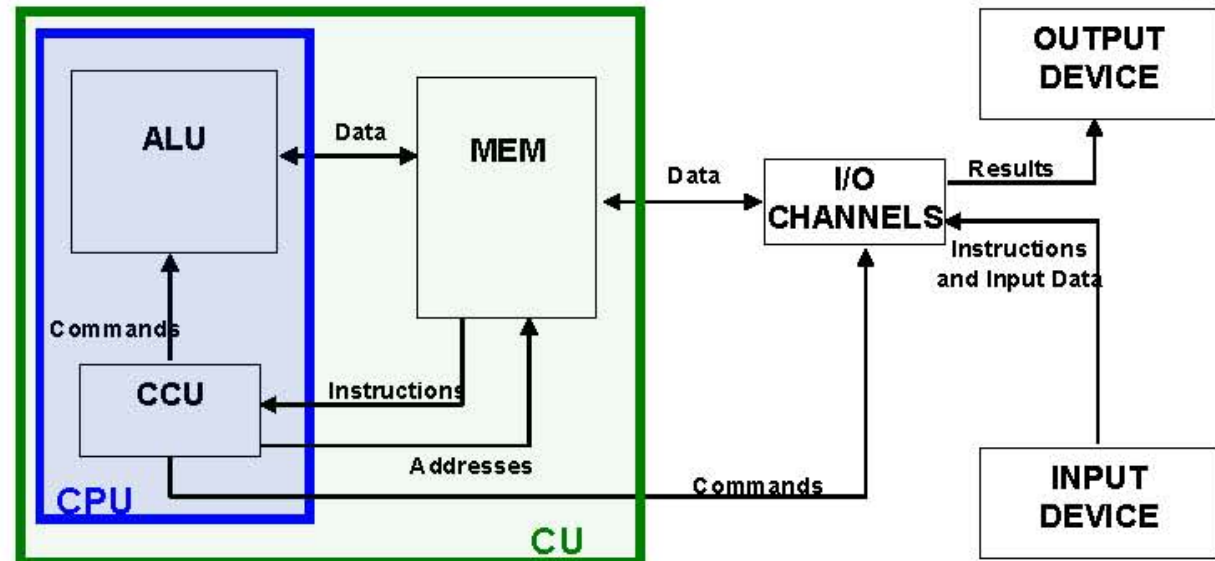 OUTPUT
DEVICE
ALU
Data
MEM
Data
I/O
CHANNELS
Results
Instructions
and Input Data
Commands
CCU
Instructions
Addresses
Commands
CPU
CU
INPUT
DEVICE